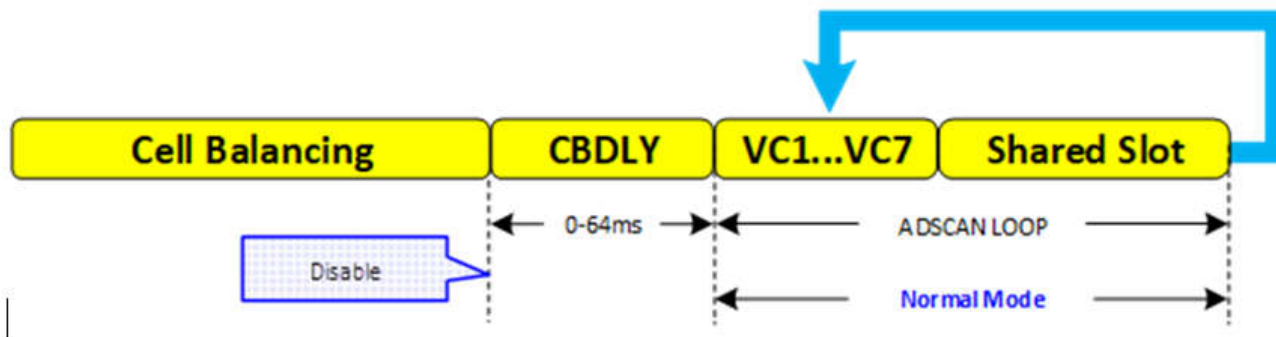 Cell Balancing
CBDLY
VC1...VC7
Shared Slot
0-64ms
ADSCAN LOOP
Disable
Normal Mode